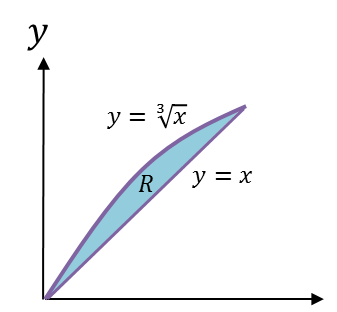 y
y = ∛x
R
y = x